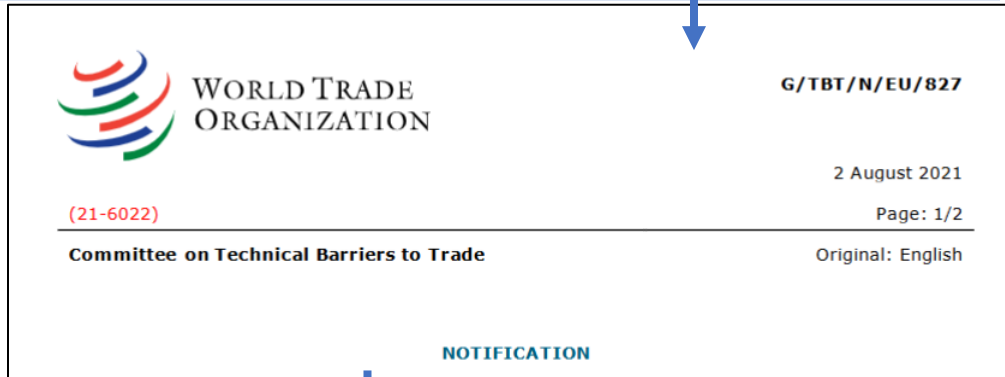 WORLD TRADE
ORGANIZATION
G/TBT/N/EU/827
2 August 2021
(21-6022)
Page: 1/2
Committee on Technical Barriers to Trade
Original: English
NOTIFICATION